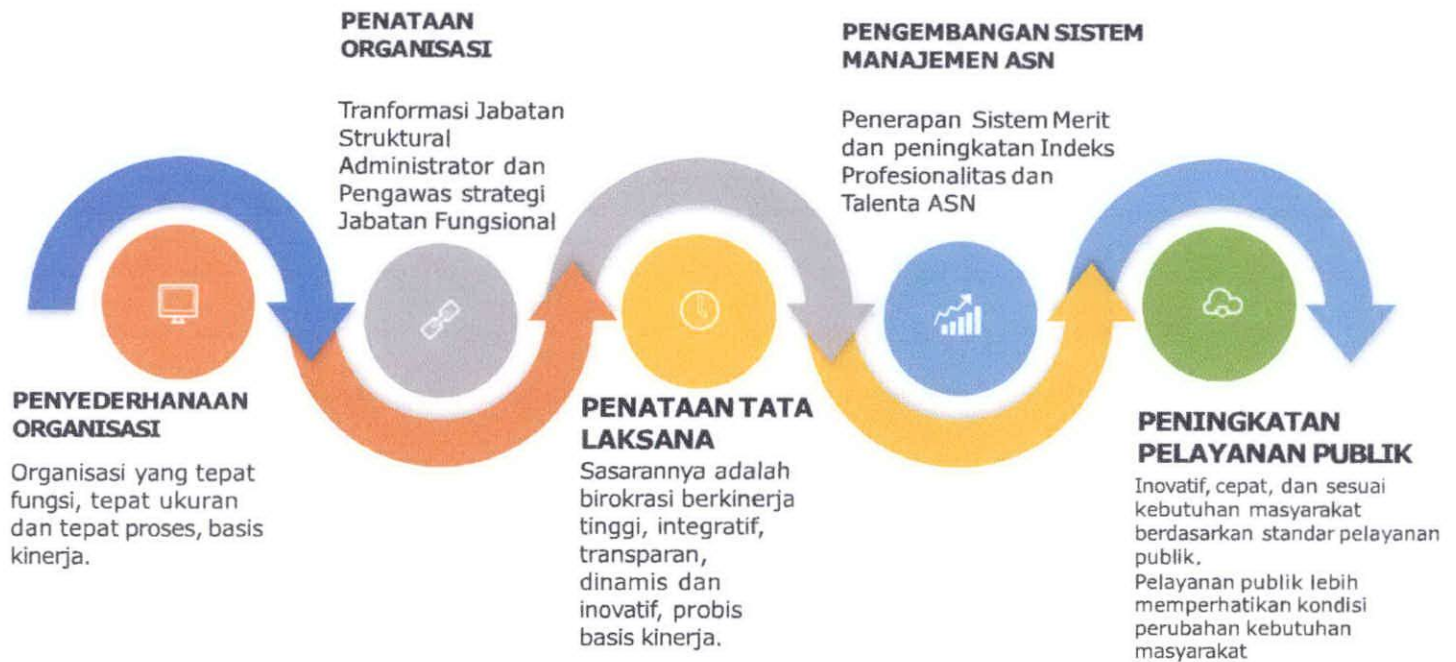 PENATAAN
ORGANISASI
Tranformasi Jabatan
Struktural
Administrator dan
Pengawas strategi
Jabatan Fungsional
PENGEMBANGAN SISTEM
MANAJEMEN ASN
Penerapan Sistem Merit
dan peningkatan Indeks
Profesionalitas dan
Talenta ASN
PENYEDERHANAAN
ORGANISASI
Organisasi yang tepat
fungsi, tepat ukuran
dan tepat proses, basis
kinerja.
PENATAAN TATA
LAKSANA
Sasarannya adalah
birokrasi berkinerja
tinggi, integratif,
transparan,
dinamis dan
inovatif, probis
basis kinerja.
PENINGKATAN
PELAYANAN PUBLIK
Inovatif, cepat, dan sesuai
kebutuhan masyarakat
berdasarkan standar pelayanan
publik.
Pelayanan publik lebih
memperhatikan kondisi
perubahan kebutuhan
masyarakat